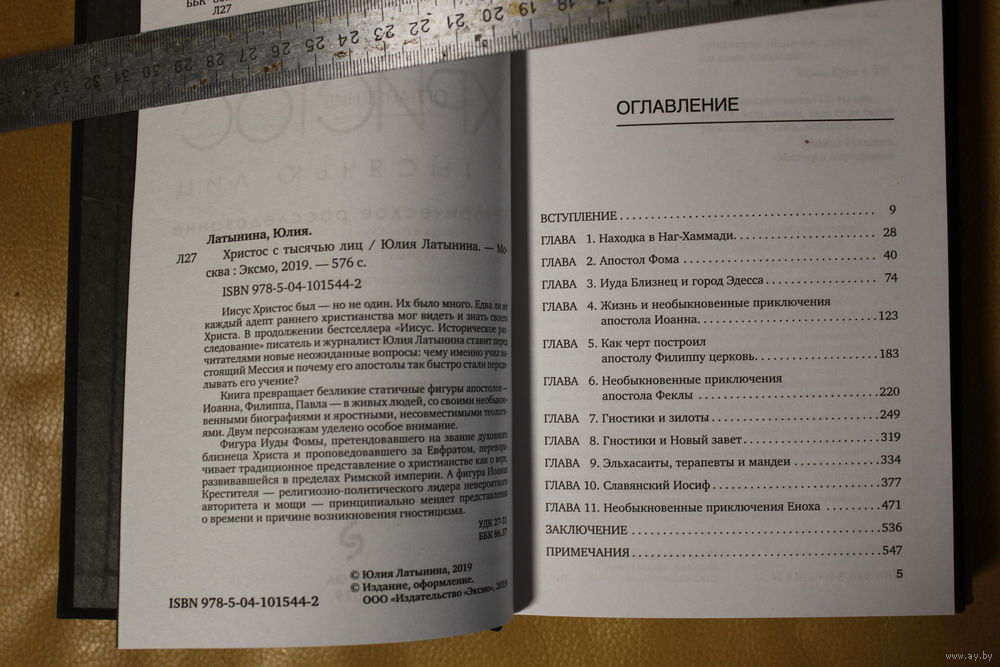 ББК
Л27
Латынина, Юлия.
Л27 Христос с тысячью лиц / Юлия Латынина. — Мо-
сква : Эксмо, 2019. — 576 с.
ISBN 978-5-04-101544-2
Иисус Христос был — но не один. Их было много. Едва ли не
каждый адепт раннего христианства мог видеть и знать своего
Христа. В продолжении бестселлера «Иисус. Историческое рас-
следование» писатель и журналист Юлия Латынина ставит перед
читателями новые неожиданные вопросы: чему именно учил на-
стоящий Мессия и почему его апостолы так быстро стали переде-
лывать его учение?
Книга превращает безликие статичные фигуры апостолов –
Иоанна, Филиппа, Павла — в живых людей, со своими необыкно-
венными биографиями и яростными, несовместимыми теологи-
ями. Двум персонажам уделено особое внимание.
Фигура Иуды Фомы, претендовавшего на звание духовного
близнеца Христа и проповедовавшего за Евфратом, перевора-
чивает традиционное представление о христианстве как о вере,
развивавшейся в пределах Римской империи. А фигура Иоанна
Крестителя — религиозно-политического лидера невероятного
авторитета и мощи — принципиально меняет представления
о времени и причине возникновения гностицизма.
УДК 27-31
ББК 86.37
© Юлия Латынина, 2019
© Издание, оформление.
ООО «Издательство «Эксмо», 2019
ISBN 978-5-04-101544-2
ОГЛАВЛЕНИЕ
ВСТУПЛЕНИЕ . . . . . . . . . . . . . . . . . . . . 9
ГЛАВА 1. Находка в Наг-Хаммади. . . . . . . . . . . . . . . . . . . . 28
ГЛАВА 2. Апостол Фома . . . . . . . . . . . . . . . . . . . . 40
ГЛАВА 3. Иуда Близнец и город Эдесса . . . . . . . . . . . . . . . . 74
ГЛАВА 4. Жизнь и необыкновенные приключения
апостола Иоанна. . . . . . . . . . . . . . . . . . . . 123
ГЛАВА 5. Как черт построил
апостолу Филиппу церковь. . . . . . . . . . . . . . . . 183
ГЛАВА 6. Необыкновенные приключения
апостола Феклы . . . . . . . . . . . . . . . . . . . . 220
ГЛАВА 7. Гностики и зилоты . . . . . . . . . . . . . . . . . . . . 249
ГЛАВА 8. Гностики и Новый завет . . . . . . . . . . . . . . . . 319
ГЛАВА 9. Эльхасаиты, терапевты и мандеи . . . . . . . . . . . . 334
ГЛАВА 10. Славянский Иосиф . . . . . . . . . . . . . . . . . . . . 377
ГЛАВА 11. Необыкновенные приключения Еноха . . . . . . . 471
ЗАКЛЮЧЕНИЕ . . . . . . . . . . . . . . . . . . . . 536
ПРИМЕЧАНИЯ . . . . . . . . . . . . . . . . . . . . 547
5
www.ay.by